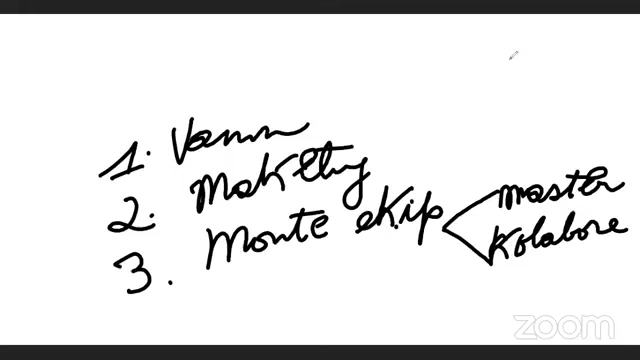 1. Vann
2. Maketing
3. Monte ekip < Master
Kolabore
zoom